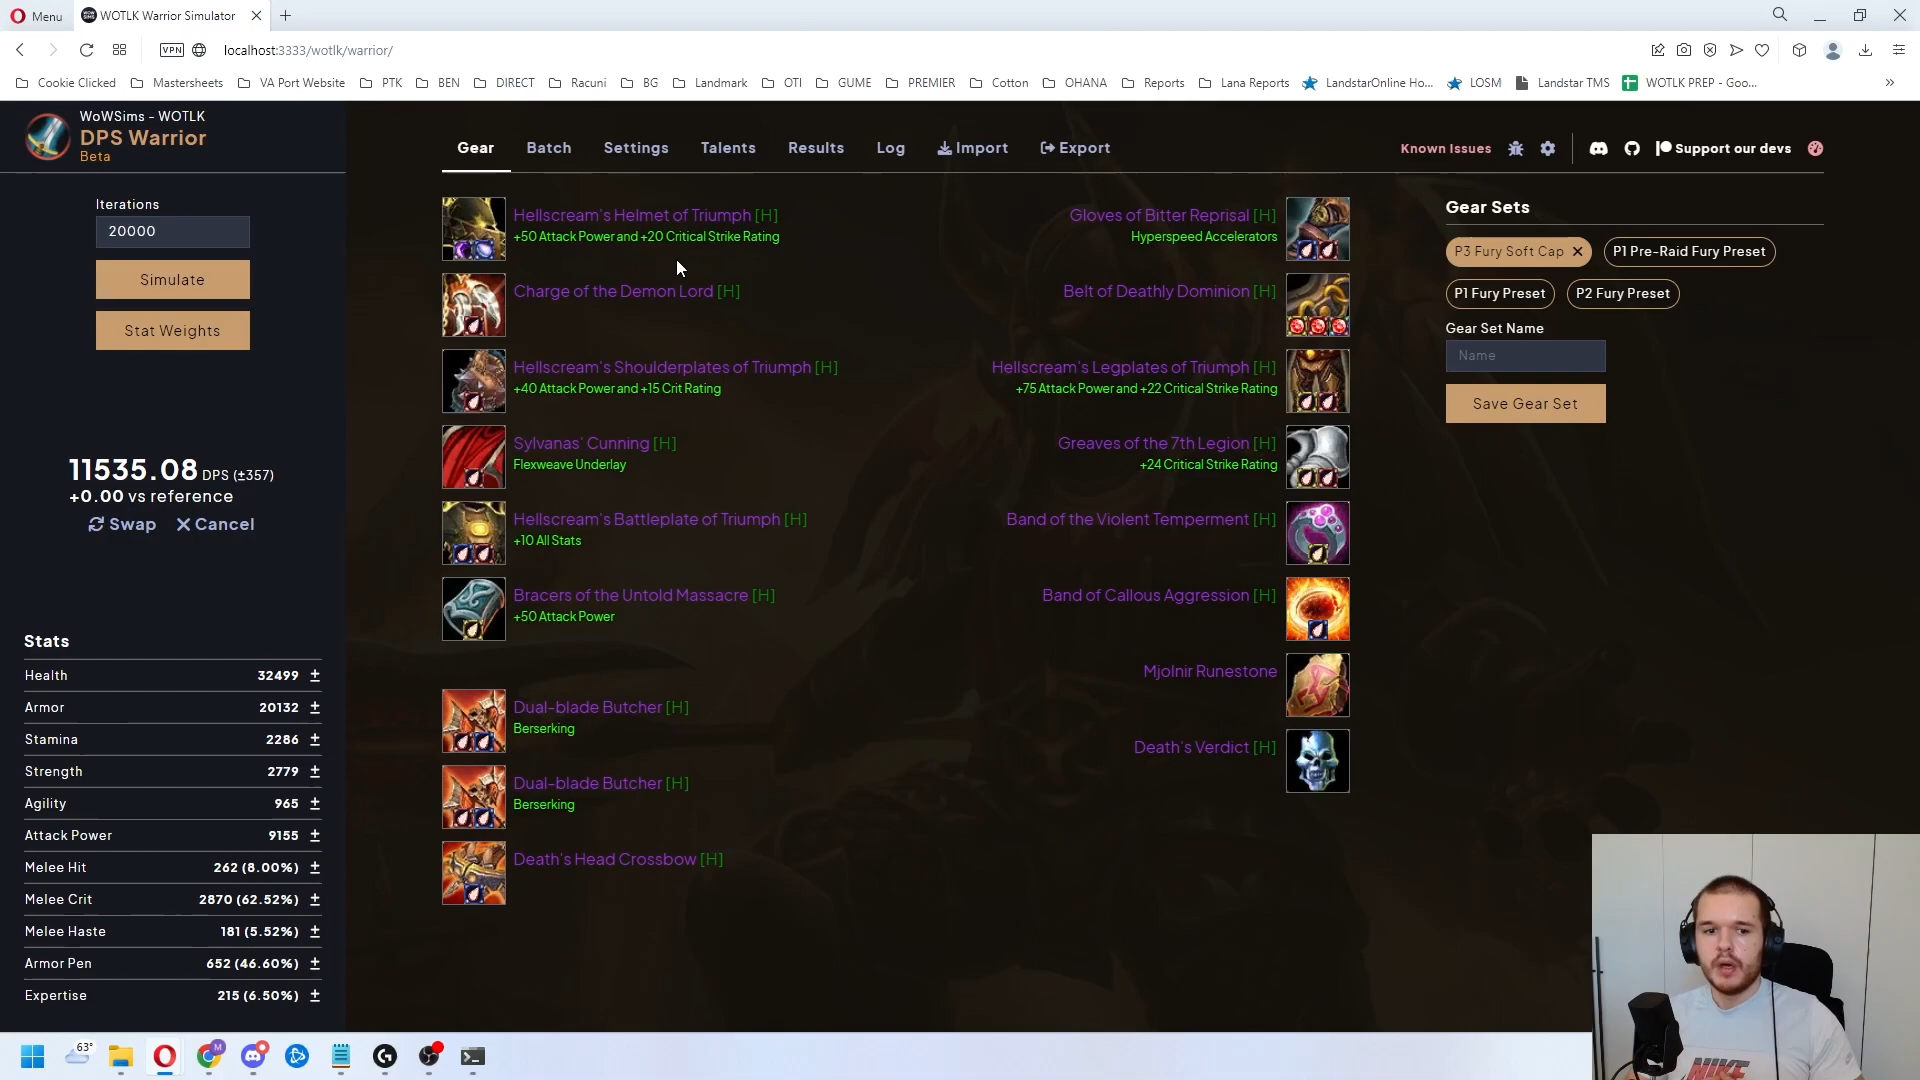 Menu
WOTLK Warrior Simulator
VPN
localhost:3333/wotlk/warrior/
Cookie Clicked
Mastersheets
VA Port Website
PTK
BEN
DIRECT
Racuni
BG
Landmark
OTI
GUME
PREMIER
Cotton
OHANA
Reports
Lana Reports
LandstarOnline Ho...
LOSM
Landstar TMS
WOTLK PREP - Goo...
WoWSims - WOTLK
DPS Warrior
Beta
Gear
Batch
Settings
Talents
Results
Log
Import
Export
Known Issues
Support our devs
Iterations
20000
Simulate
Stat Weights
11535.08 DPS (±357)
+0.00 vs reference
Swap
Cancel
Stats
Health 32499
Armor 20132
Stamina 2286
Strength 2779
Agility 965
Attack Power 9155
Melee Hit 262 (8.00%)
Melee Crit 2870 (62.52%)
Melee Haste 181 (5.52%)
Armor Pen 652 (46.60%)
Expertise 215 (6.50%)
Hellscream's Helmet of Triumph [H]
+50 Attack Power and +20 Critical Strike Rating
Charge of the Demon Lord [H]
Hellscream's Shoulderplates of Triumph [H]
+40 Attack Power and +15 Crit Rating
Sylvanas' Cunning [H]
Flexweave Underlay
Hellscream's Battleplate of Triumph [H]
+10 All Stats
Bracers of the Untold Massacre [H]
+50 Attack Power
Dual-blade Butcher [H]
Berserking
Dual-blade Butcher [H]
Berserking
Death's Head Crossbow [H]
Gloves of Bitter Reprisal [H]
Hyperspeed Accelerators
Belt of Deathly Dominion [H]
Hellscream's Legplates of Triumph [H]
+75 Attack Power and +22 Critical Strike Rating
Greaves of the 7th Legion [H]
+24 Critical Strike Rating
Band of the Violent Temperment [H]
Band of Callous Aggression [H]
Mjolnir Runestone
Death's Verdict [H]
Gear Sets
P3 Fury Soft Cap
P1 Pre-Raid Fury Preset
P1 Fury Preset
P2 Fury Preset
Gear Set Name
Name
Save Gear Set
63°
M
NIKE